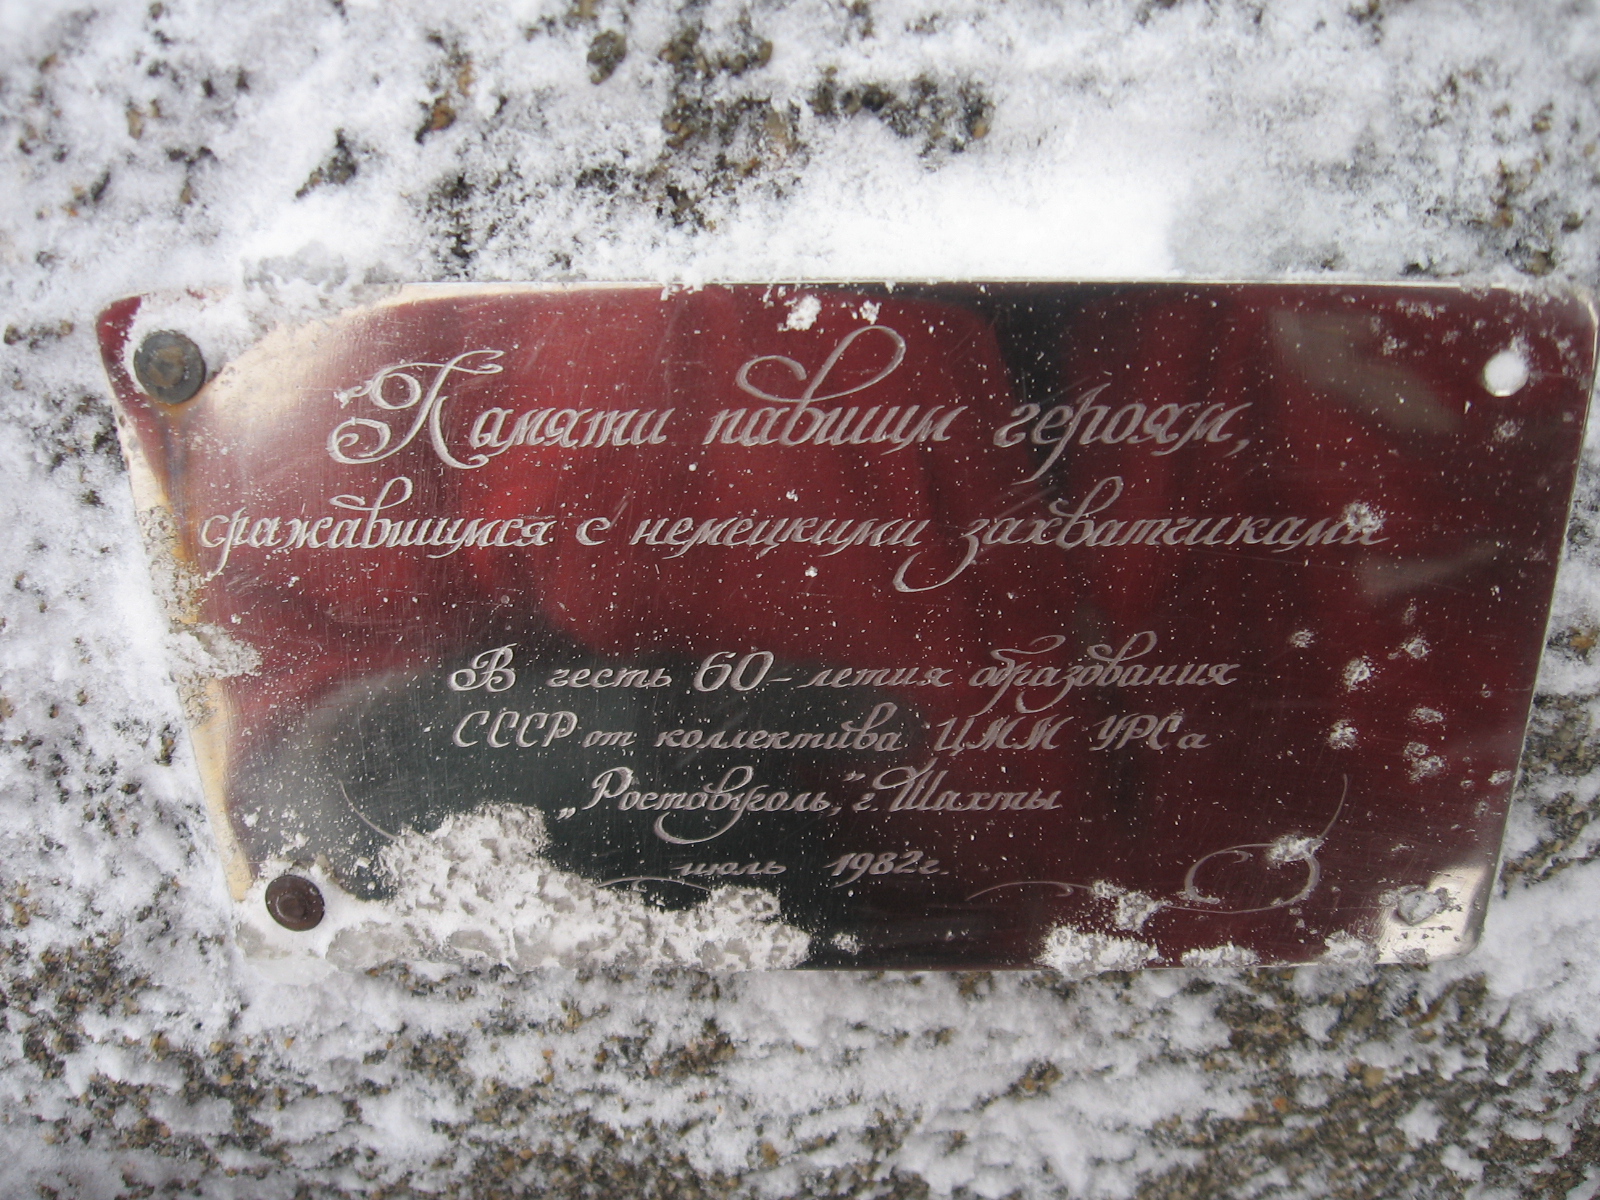 Памяти павшим героям,
сражавшимся с немецкими захватчиками
В честь 60-летия образования
СССР от коллектива ЦММ УРСа
„Ростовуголь," г. Шахты
июль 1982г.